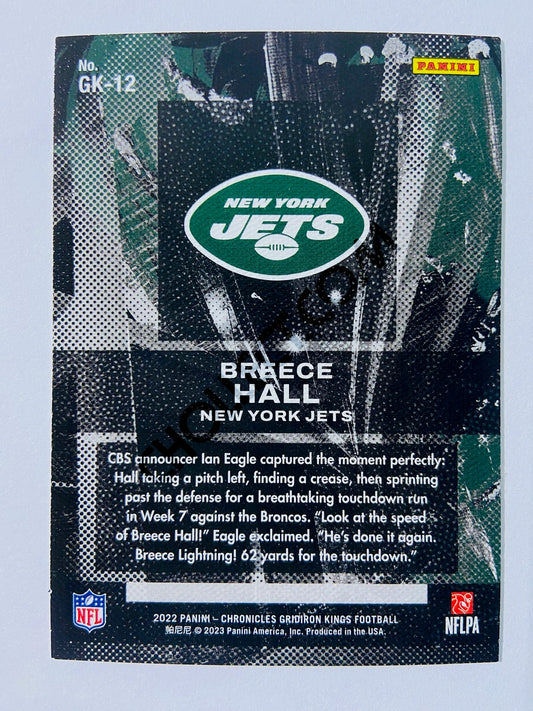 No.
GK-12
PANINI
NEW YORK
JETS
BREECE
HALL
NEW YORK JETS
CBS announcer Ian Eagle captured the moment perfectly:
Hall taking a pitch left, finding a crease, then sprinting
past the defense for a breathtaking touchdown run
in Week 7 against the Broncos. “Look at the speed
of Breece Hall!” Eagle exclaimed. “He’s done it again.
Breece Lightning! 62 yards for the touchdown.”
NFL
2022 PANINI – CHRONICLES GRIDIRON KINGS FOOTBALL
帕尼尼 © 2023 Panini America, Inc. Produced in the USA.
NFLPA